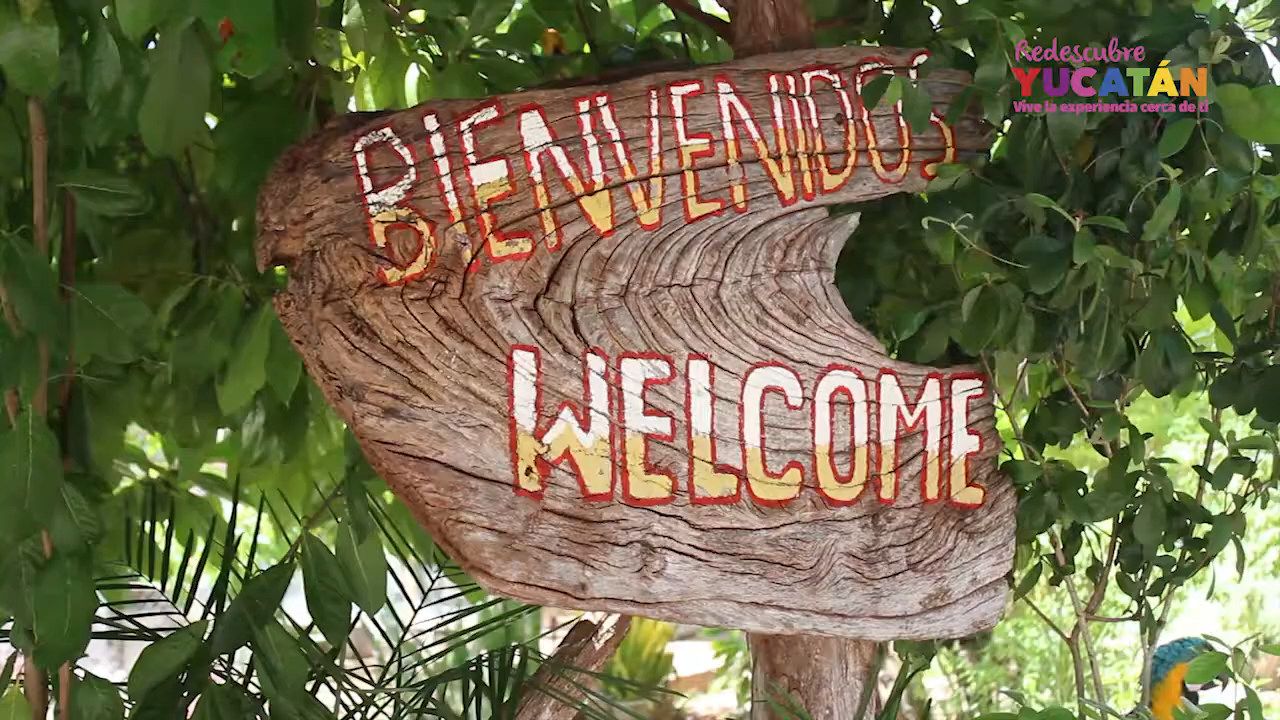 BIENVENIDOS
WELCOME
Redescubre
YUCATÁN
Vive la experiencia cerca de ti